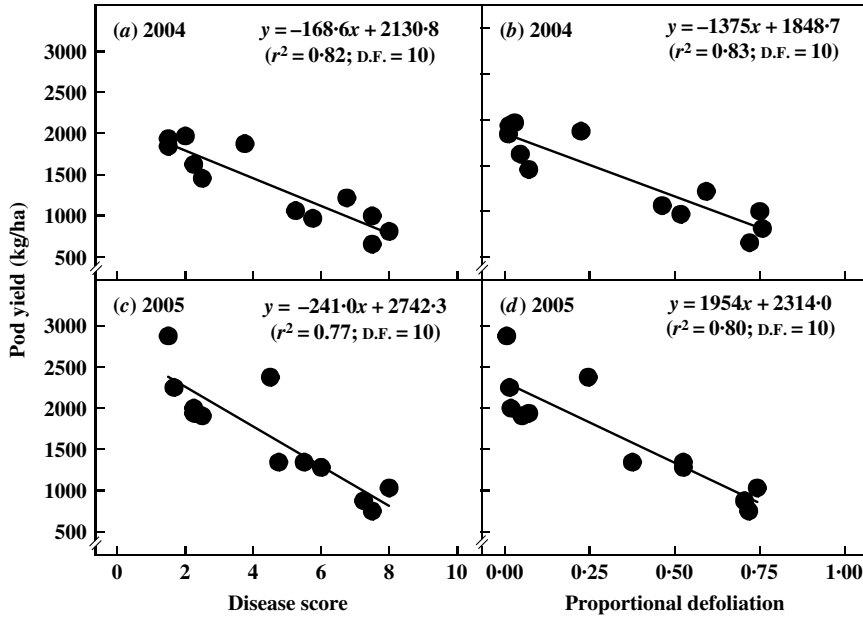 (a) 2004
y = –168·6x + 2130·8
(r² = 0·82; D.F. = 10)
(b) 2004
y = –1375x + 1848·7
(r² = 0·83; D.F. = 10)
3000
2500
2000
1500
1000
500
Pod yield (kg/ha)
(c) 2005
y = –241·0x + 2742·3
(r² = 0.77; D.F. = 10)
(d) 2005
y = 1954x + 2314·0
(r² = 0·80; D.F. = 10)
3000
2500
2000
1500
1000
500
0 2 4 6 8 10
Disease score
0·00 0·25 0·50 0·75 1·00
Proportional defoliation